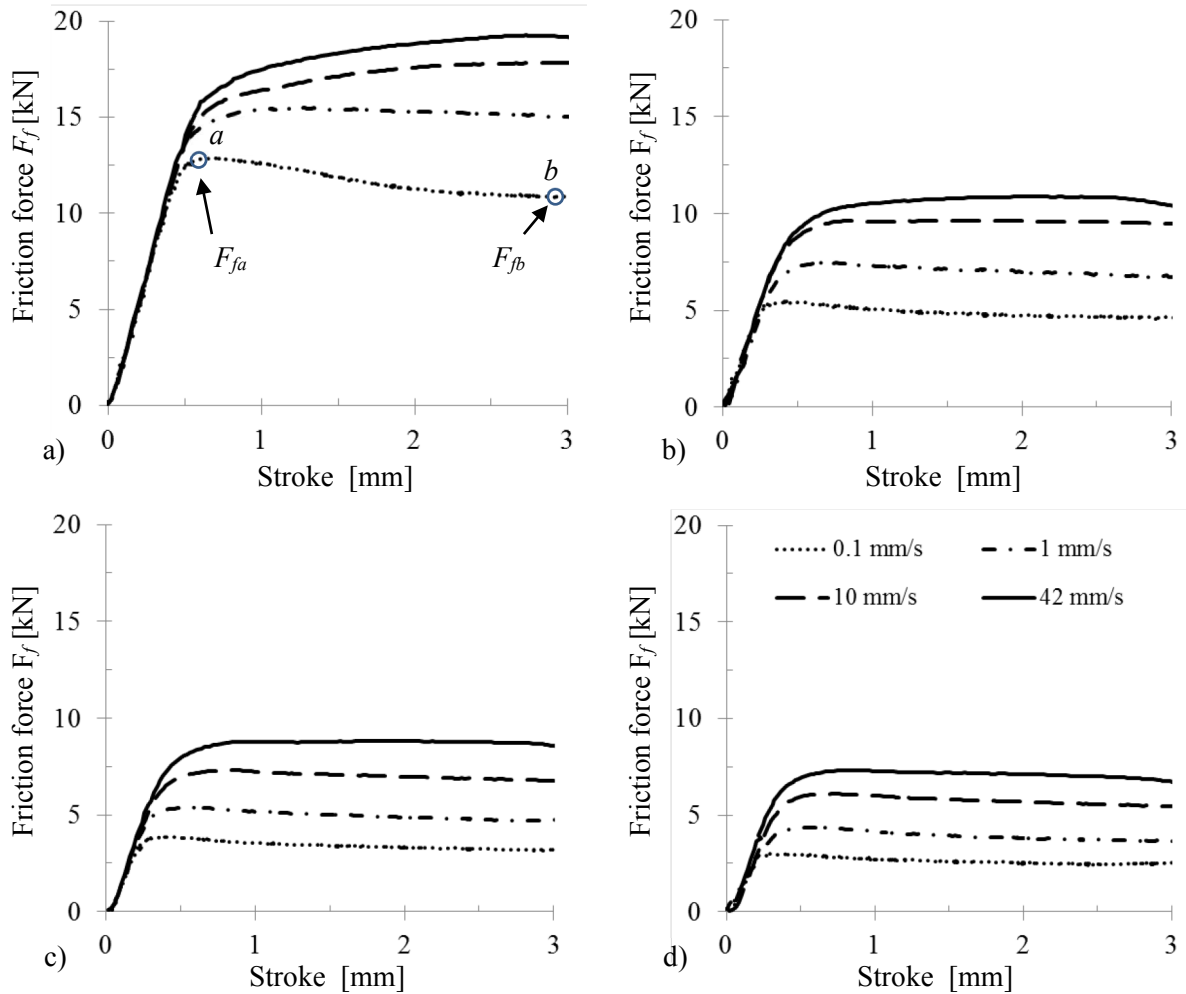 Friction force Ff [kN]
20
15
10
5
0
a
b
Ffa
Ffb
0 1 2 3
a)
Stroke [mm]
Friction force Ff [kN]
20
15
10
5
0
0 1 2 3
b)
Stroke [mm]
Friction force Ff [kN]
20
15
10
5
0
0 1 2 3
c)
Stroke [mm]
Friction force Ff [kN]
20
15
10
5
0
0.1 mm/s 1 mm/s
10 mm/s 42 mm/s
0 1 2 3
d)
Stroke [mm]